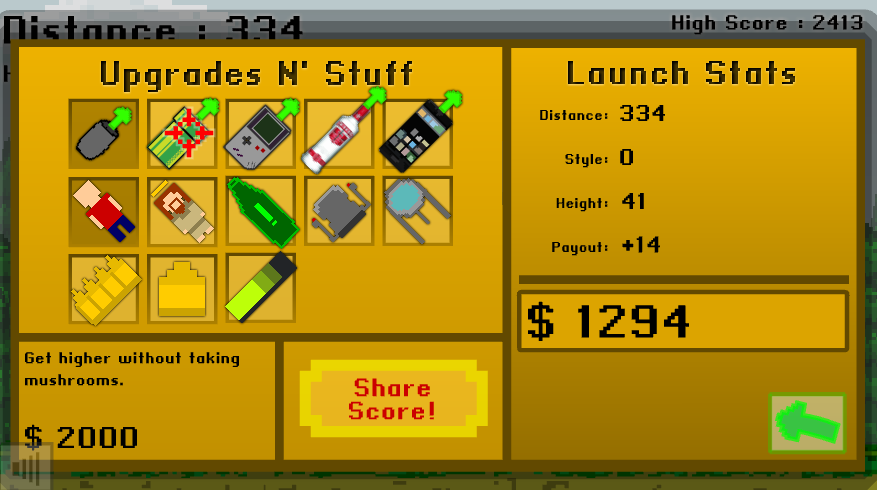 Distance : 334
High Score : 2413
Upgrades N' Stuff
Launch Stats
Distance: 334
Style: 0
Height: 41
Payout: +14
$ 1294
Get higher without taking
mushrooms.
$ 2000
Share
Score!